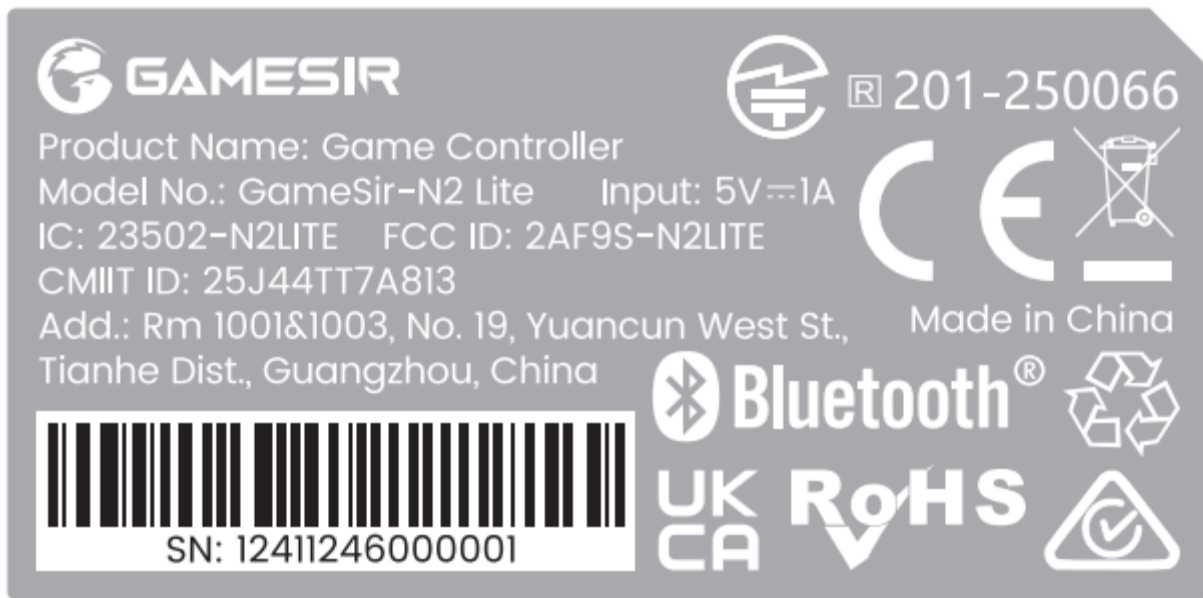 GAMESIR
R 201-250066
Product Name: Game Controller
Model No.: GameSir-N2 Lite Input: 5V⎓1A
IC: 23502-N2LITE FCC ID: 2AF9S-N2LITE
CMIIT ID: 25J44TT7A813
Add.: Rm 1001&1003, No. 19, Yuancun West St.,
Tianhe Dist., Guangzhou, China
CE
Made in China
Bluetooth®
UK
CA
RoHS
SN: 12411246000001